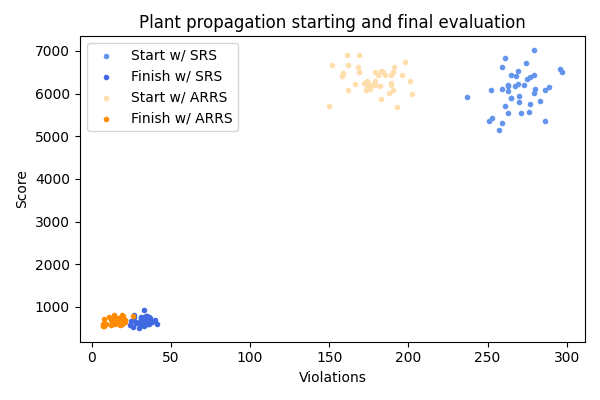 Plant propagation starting and final evaluation
Start w/ SRS
Finish w/ SRS
Start w/ ARRS
Finish w/ ARRS
Score
7000
6000
5000
4000
3000
2000
1000
0 50 100 150 200 250 300
Violations